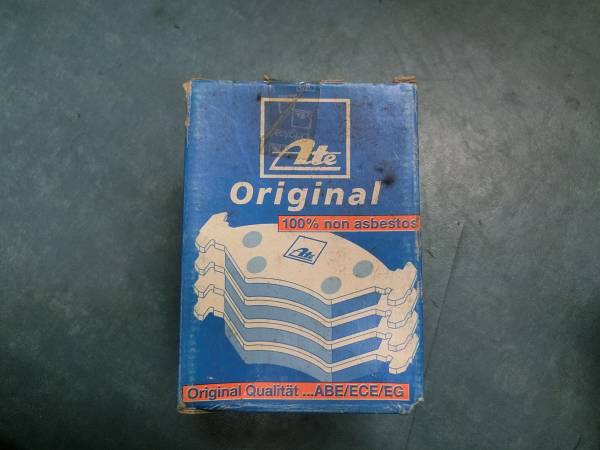 Ate
Original
100% non asbestos
Ate
Original Qualität ...ABE/ECE/EG